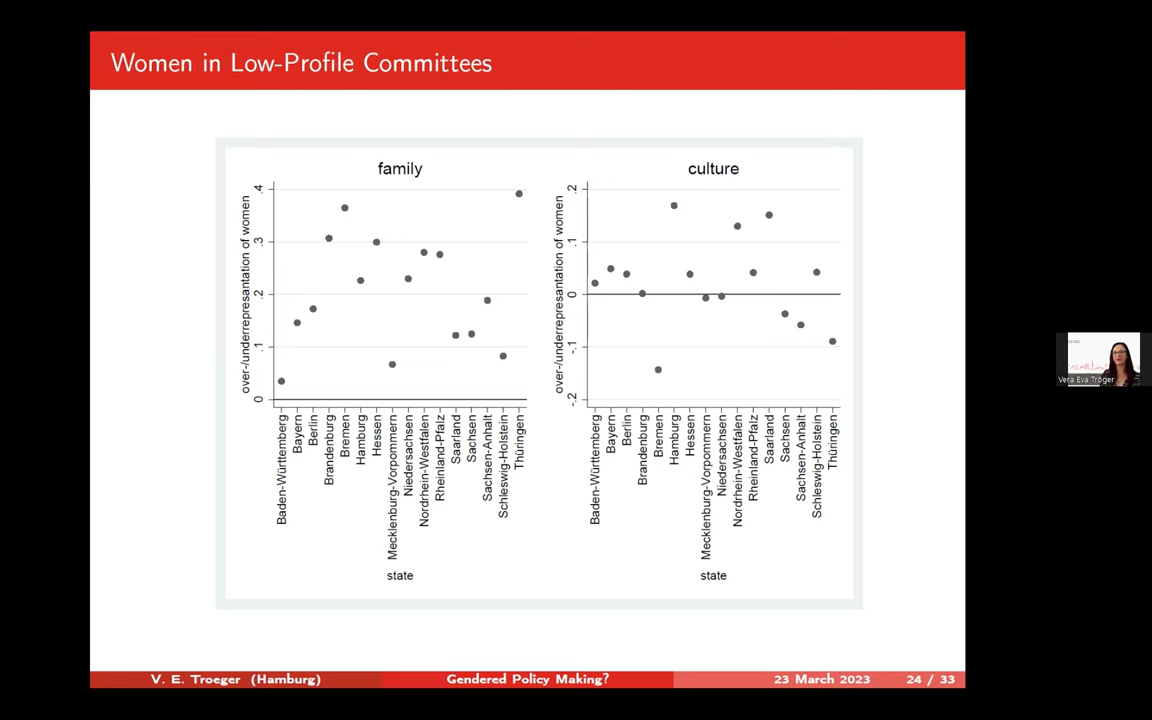 Women in Low-Profile Committees
family
over-/underrepresantation of women
.4
.3
.2
.1
0
Baden-Württemberg
Bayern
Berlin
Brandenburg
Bremen
Hamburg
Hessen
Mecklenburg-Vorpommern
Niedersachsen
Nordrhein-Westfalen
Rheinland-Pfalz
Saarland
Sachsen
Sachsen-Anhalt
Schleswig-Holstein
Thüringen
state
culture
over-/underrepresantation of women
.2
.1
0
-.1
-.2
Baden-Württemberg
Bayern
Berlin
Brandenburg
Bremen
Hamburg
Hessen
Mecklenburg-Vorpommern
Niedersachsen
Nordrhein-Westfalen
Rheinland-Pfalz
Saarland
Sachsen
Sachsen-Anhalt
Schleswig-Holstein
Thüringen
state
Vera Eva Tröger
V. E. Troeger (Hamburg)
Gendered Policy Making?
23 March 2023
24 / 33